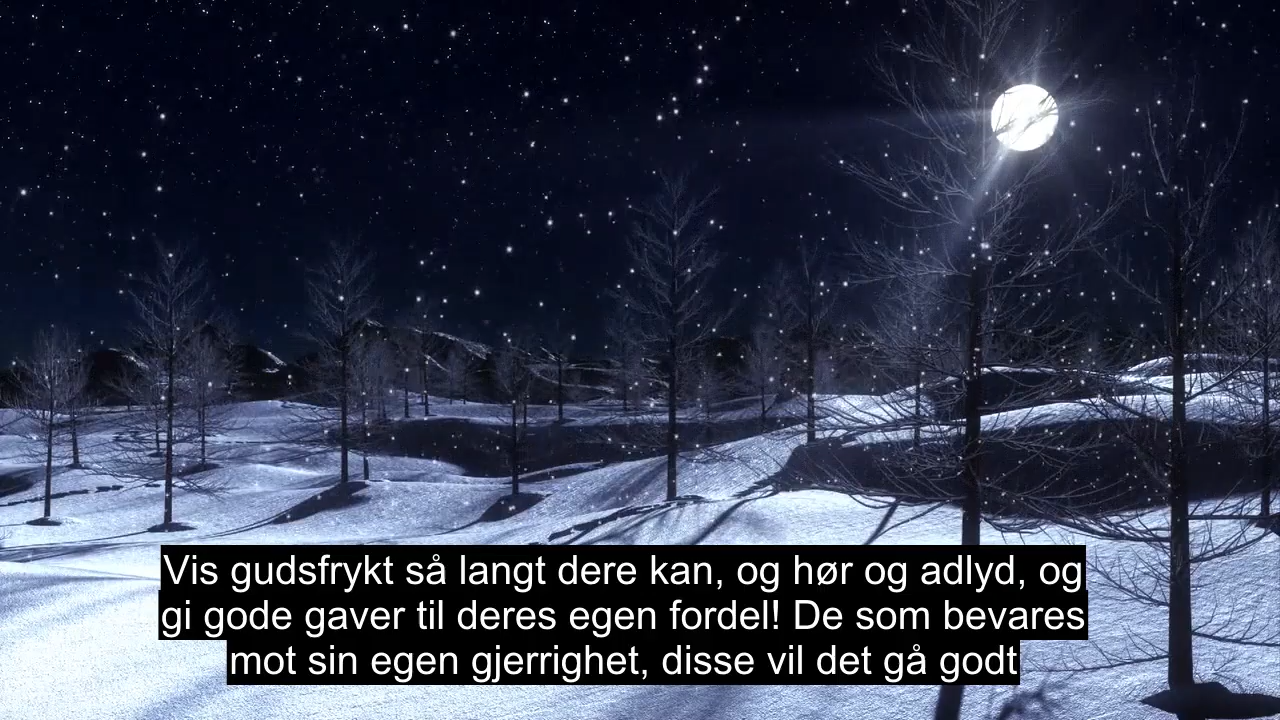 Vis gudsfrykt så langt dere kan, og hør og adlyd, og
gi gode gaver til deres egen fordel! De som bevares
mot sin egen gjerrighet, disse vil det gå godt